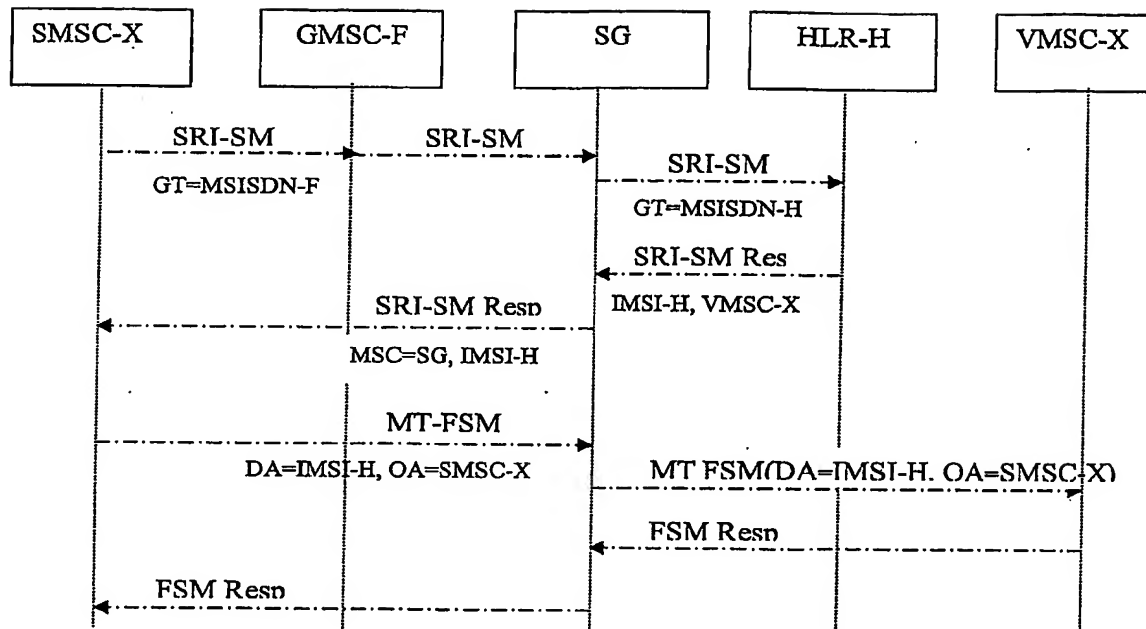 SMSC-X GMSC-F SG HLR-H VMSC-X
SRI-SM SRI-SM
GT=MSISDN-F
SRI-SM
GT=MSISDN-H
SRI-SM Res
IMSI-H, VMSC-X
SRI-SM Resp
MSC=SG, IMSI-H
MT-FSM
DA=IMSI-H, OA=SMSC-X
MT FSM(DA=IMSI-H, OA=SMSC-X)
FSM Resp
FSM Resp